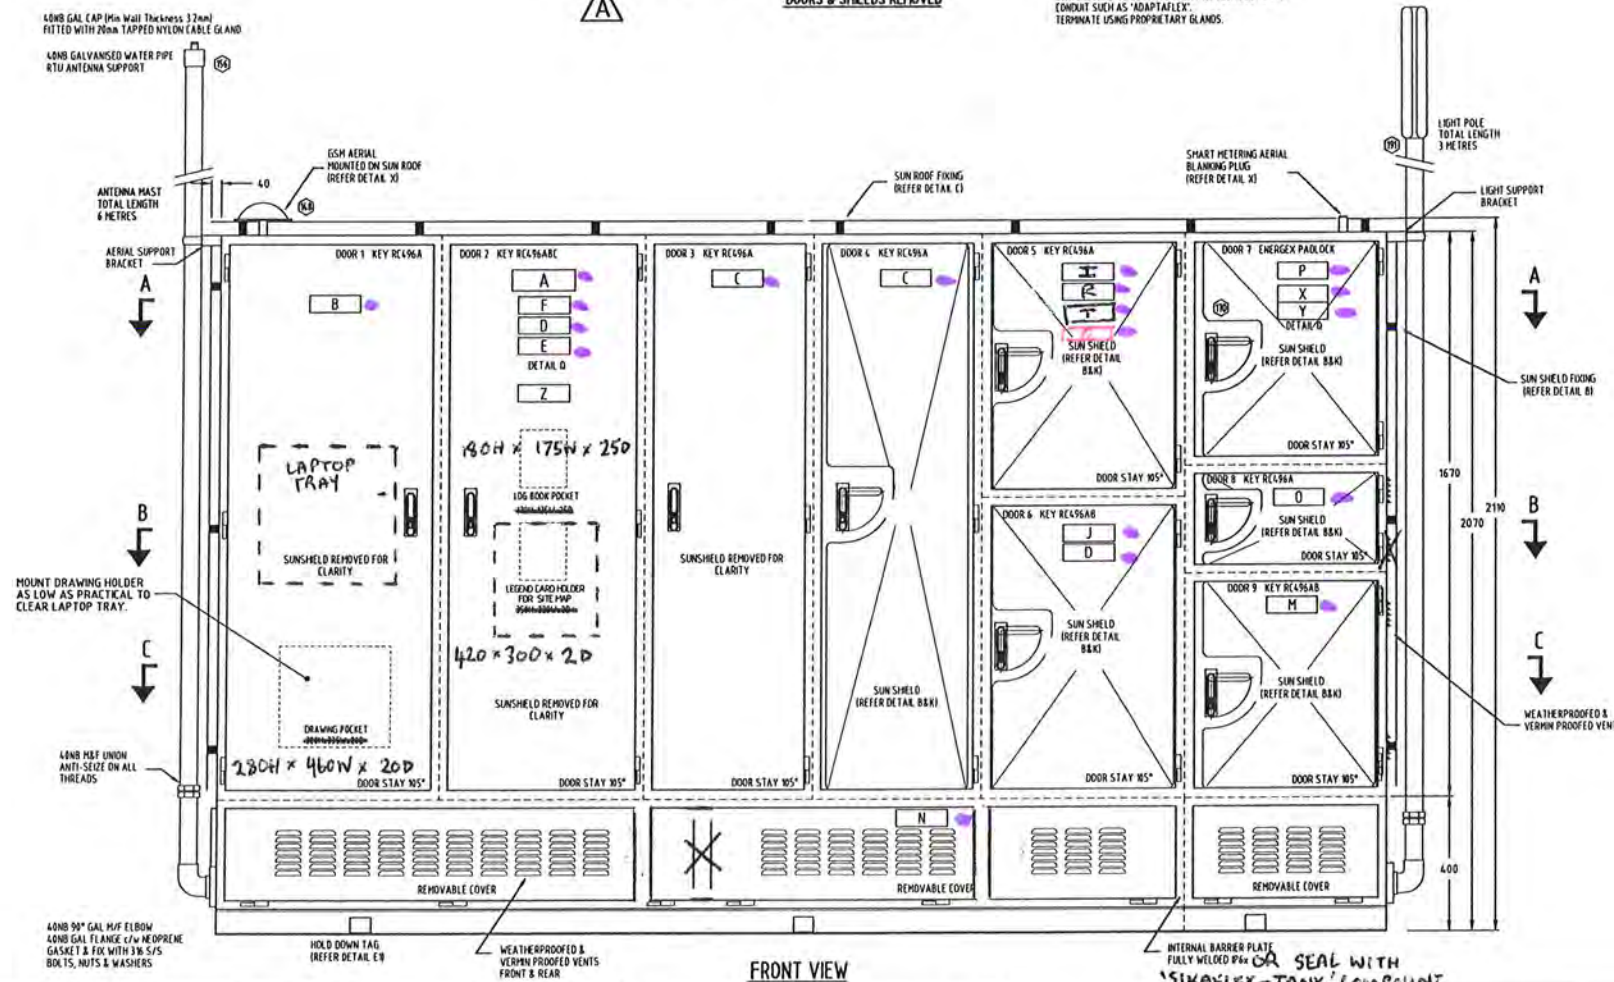 DOORS & SHIELDS REMOVED
A
CONDUIT SUCH AS 'ADAPTAFLEX'.
TERMINATE USING PROPRIETARY GLANDS.
40NB GAL CAP (Min Wall Thickness 3.2mm)
FITTED WITH 20mm TAPPED NYLON CABLE GLAND
40NB GALVANISED WATER PIPE
RTU ANTENNA SUPPORT
154
GSM AERIAL
MOUNTED ON SUN ROOF
(REFER DETAIL X)
148
40
ANTENNA MAST
TOTAL LENGTH
6 METRES
AERIAL SUPPORT
BRACKET
SUN ROOF FIXING
(REFER DETAIL C)
SMART METERING AERIAL
BLANKING PLUG
(REFER DETAIL X)
191
LIGHT POLE
TOTAL LENGTH
3 METRES
LIGHT SUPPORT
BRACKET
A
B
C
DOOR 1 KEY RC496A
B
LAPTOP
TRAY
SUNSHIELD REMOVED FOR
CLARITY
MOUNT DRAWING HOLDER
AS LOW AS PRACTICAL TO
CLEAR LAPTOP TRAY.
DRAWING POCKET
280H x 460W x 20D
DOOR STAY 105°
DOOR 2 KEY RC496ABC
A
F
D
E
DETAIL Q
Z
180H x 175W x 25D
LOG BOOK POCKET
LEGEND CARD HOLDER
FOR SITE MAP
420 x 300 x 2D
SUNSHIELD REMOVED FOR
CLARITY
DOOR 3 KEY RC496A
C
SUNSHIELD REMOVED FOR
CLARITY
DOOR STAY 105°
DOOR 4 KEY RC496A
C
SUN SHIELD
(REFER DETAIL B&K)
DOOR 5 KEY RC496A
I
R
T
SUN SHIELD
(REFER DETAIL
B&K)
DOOR STAY 105°
DOOR 6 KEY RC496AB
J
D
SUN SHIELD
(REFER DETAIL
B&K)
DOOR STAY 105°
DOOR 7 ENERGEX PADLOCK
P
X
Y
DETAIL Q
170
SUN SHIELD
(REFER DETAIL B&K)
DOOR STAY 105°
DOOR 8 KEY RC496A
O
SUN SHIELD
(REFER DETAIL B&K)
DOOR STAY 105°
DOOR 9 KEY RC496AB
M
SUN SHIELD
(REFER DETAIL B&K)
DOOR STAY 105°
A
SUN SHIELD FIXING
(REFER DETAIL B)
1670
2070
2110
B
C
WEATHERPROOFED &
VERMIN PROOFED
400
40NB M&F UNION
ANTI-SEIZE ON ALL
THREADS
REMOVABLE COVER
N
REMOVABLE COVER
REMOVABLE COVER
40NB 90° GAL M/F ELBOW
40NB GAL FLANGE c/w NEOPRENE
GASKET & FIX WITH 316 S/S
BOLTS, NUTS & WASHERS
HOLD DOWN TAG
(REFER DETAIL E)
WEATHERPROOFED &
VERMIN PROOFED VENTS
FRONT & REAR
FRONT VIEW
INTERNAL BARRIER PLATE
FULLY WELDED OR SEAL WITH